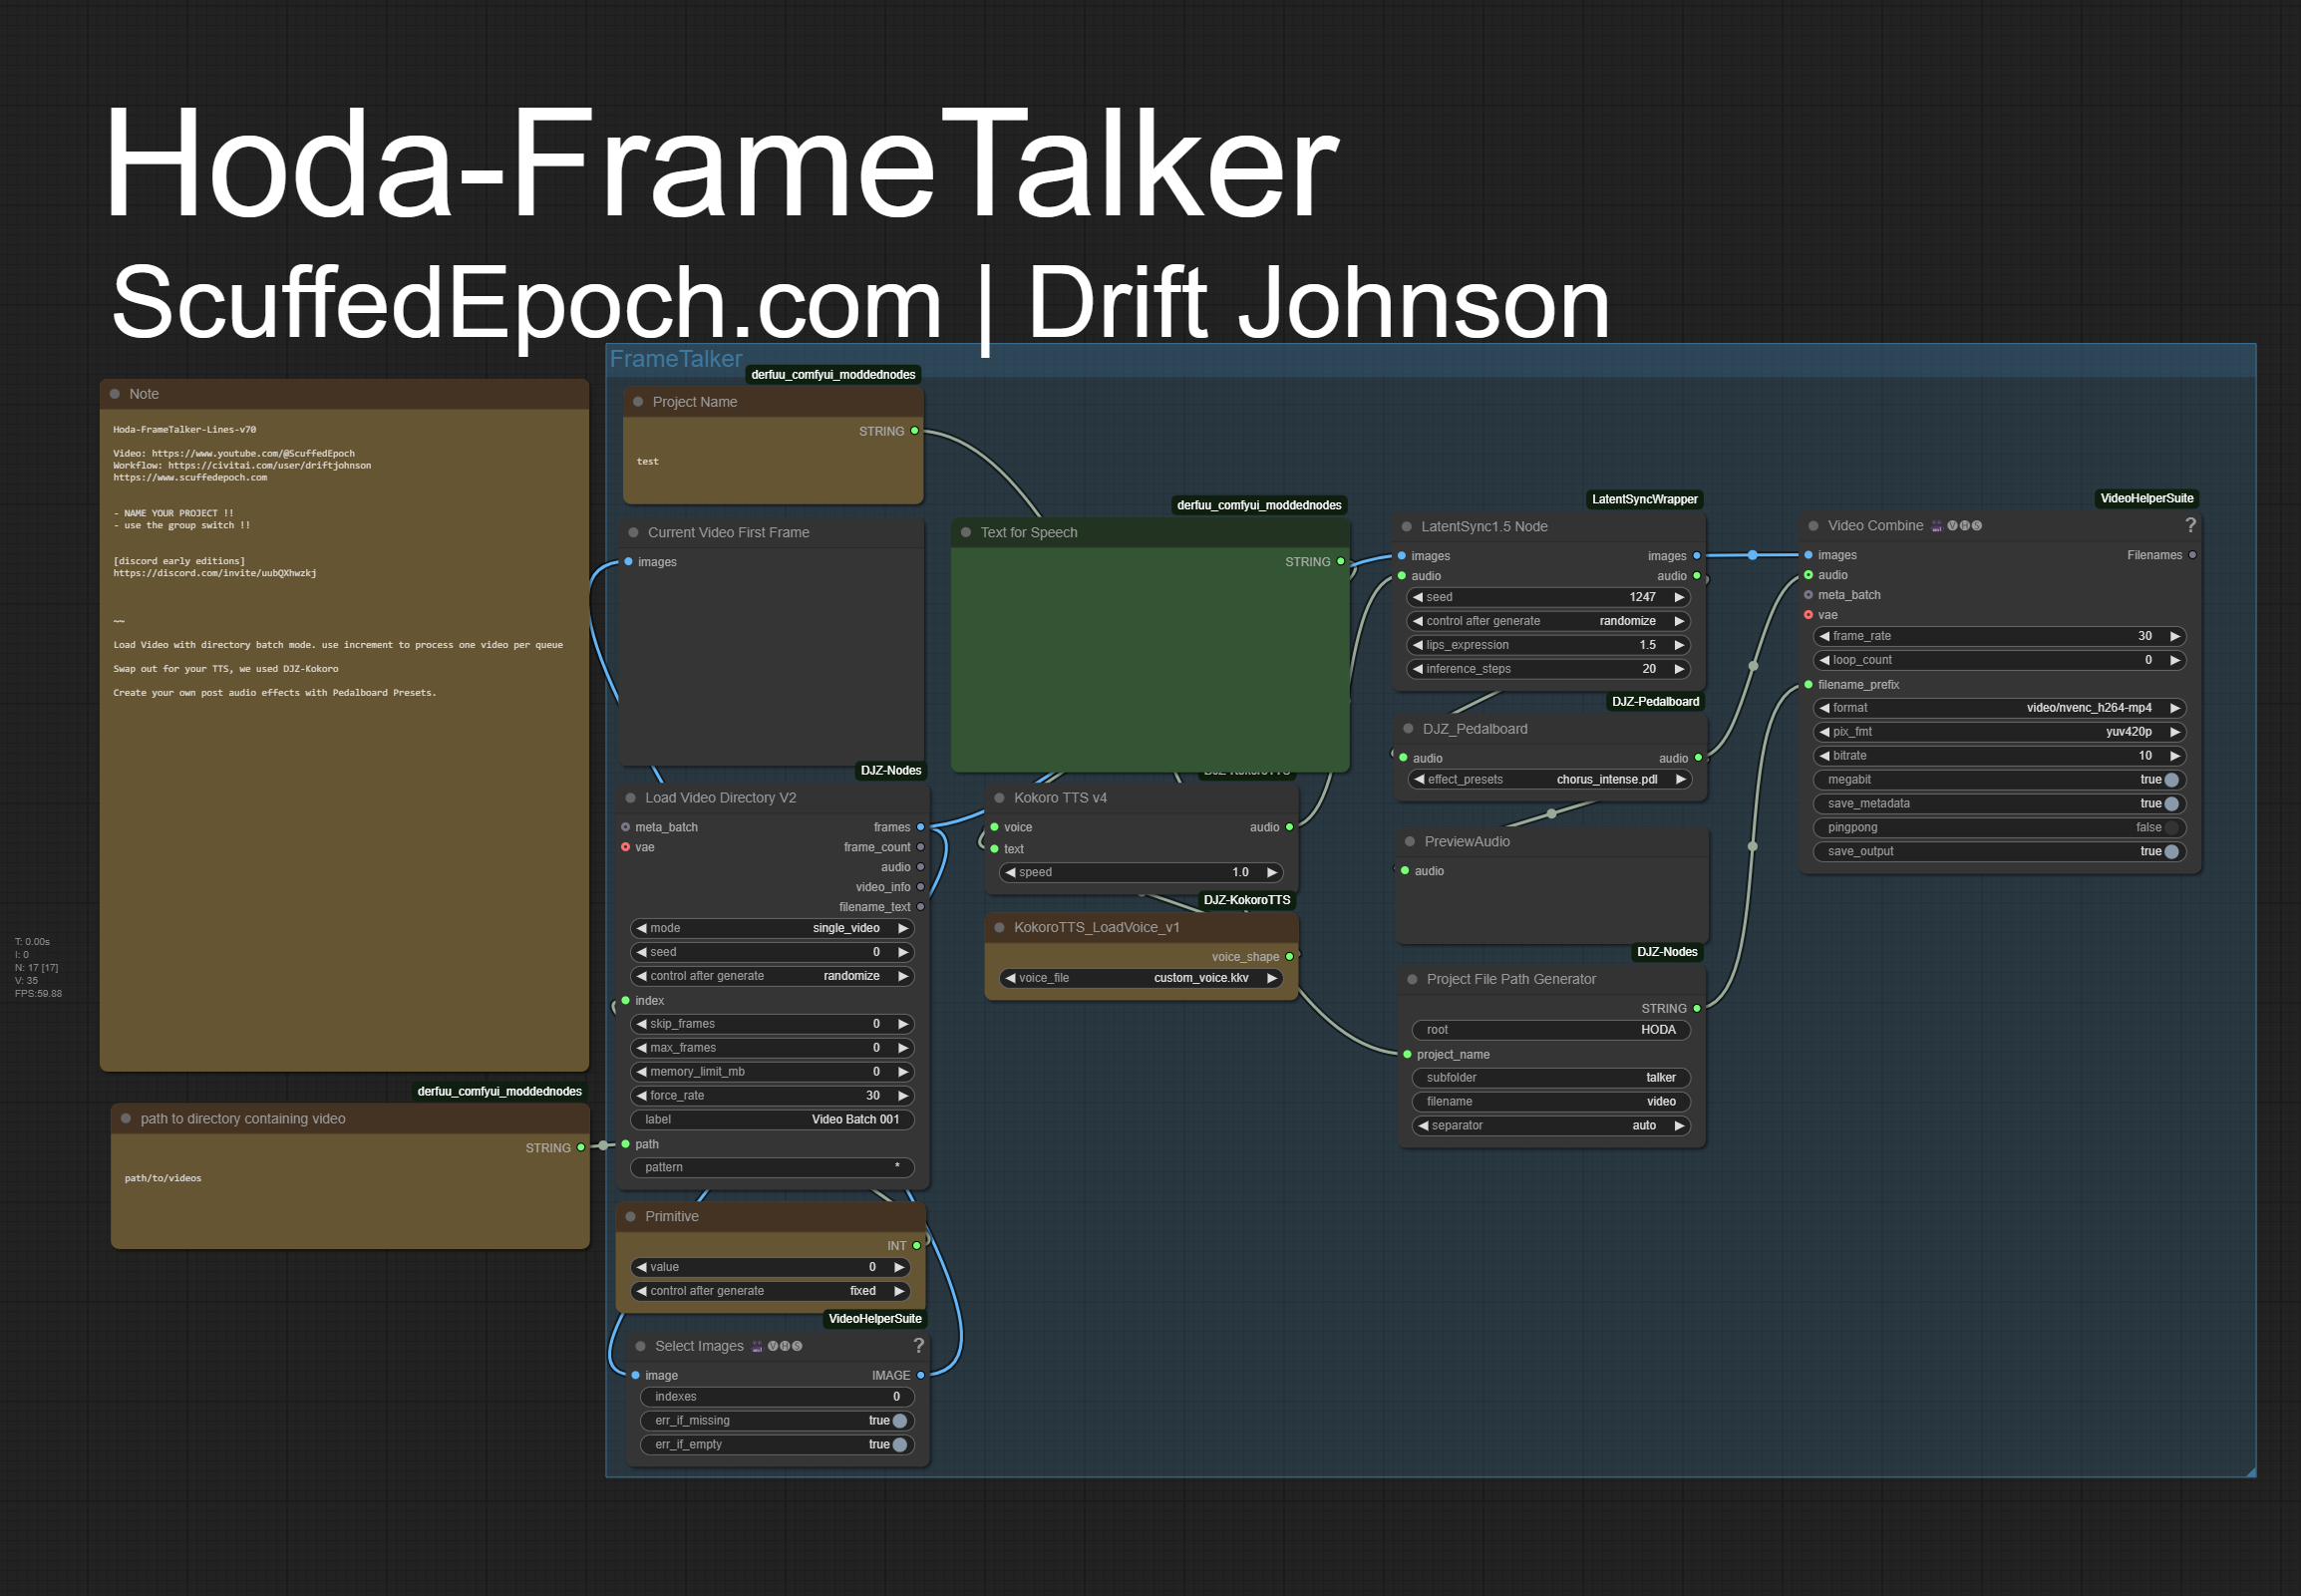 Hoda-FrameTalker
ScuffedEpoch.com | Drift Johnson
FrameTalker
Note
Hoda-FrameTalker-Lines-v70
Video: https://www.youtube.com/@ScuffedEpoch
Workflow: https://civitai.com/user/driftjohnson
https://www.scuffedepoch.com
- NAME YOUR PROJECT !!
- use the group switch !!
[discord early editions]
https://discord.com/invite/uubQXhwzkj
~~
Load Video with directory batch mode. use increment to process one video per queue
Swap out for your TTS, we used DJZ-Kokoro
Create your own post audio effects with Pedalboard Presets.
T: 0.00s
I: 0
N: 17 [17]
V: 35
FPS:59.88
derfuu_comfyui_moddednodes
path to directory containing video
STRING
path/to/videos
derfuu_comfyui_moddednodes
Project Name
STRING
test
Current Video First Frame
images
DJZ-Nodes
Load Video Directory V2
meta_batch frames
vae frame_count
audio
video_info
filename_text
mode single_video
seed 0
control after generate randomize
index
skip_frames 0
max_frames 0
memory_limit_mb 0
force_rate 30
label Video Batch 001
path
pattern *
Primitive
INT
value 0
control after generate fixed
VideoHelperSuite
Select Images VHS ?
image IMAGE
indexes 0
err_if_missing true
err_if_empty true
derfuu_comfyui_moddednodes
Text for Speech
STRING
DJZ-KokoroTTS
Kokoro TTS v4
voice audio
text
speed 1.0
DJZ-KokoroTTS
KokoroTTS_LoadVoice_v1
voice_shape
voice_file custom_voice.kkv
LatentSyncWrapper
LatentSync1.5 Node
images images
audio audio
seed 1247
control after generate randomize
lips_expression 1.5
inference_steps 20
DJZ-Pedalboard
DJZ_Pedalboard
audio audio
effect_presets chorus_intense.pdl
PreviewAudio
audio
DJZ-Nodes
Project File Path Generator
STRING
root HODA
project_name
subfolder talker
filename video
separator auto
VideoHelperSuite
Video Combine VHS ?
images Filenames
audio
meta_batch
vae
frame_rate 30
loop_count 0
filename_prefix
format video/nvenc_h264-mp4
pix_fmt yuv420p
bitrate 10
megabit true
save_metadata true
pingpong false
save_output true